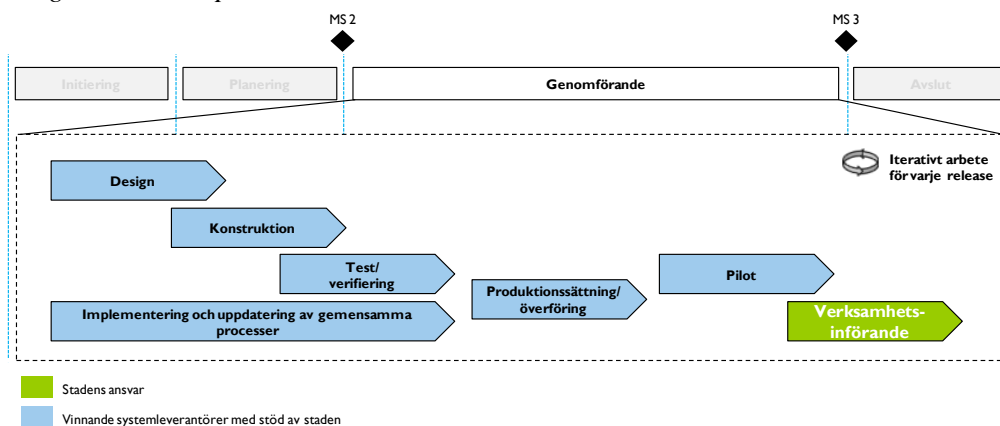 MS 2
MS 3
Initiering
Planering
Genomförande
Avslut
Iterativt arbete
för varje release
Design
Konstruktion
Test/
verifiering
Pilot
Produktionssättning/
överföring
Implementering och uppdatering av gemensamma
processer
Verksamhets-
införande
Stadens ansvar
Vinnande systemleverantörer med stöd av staden